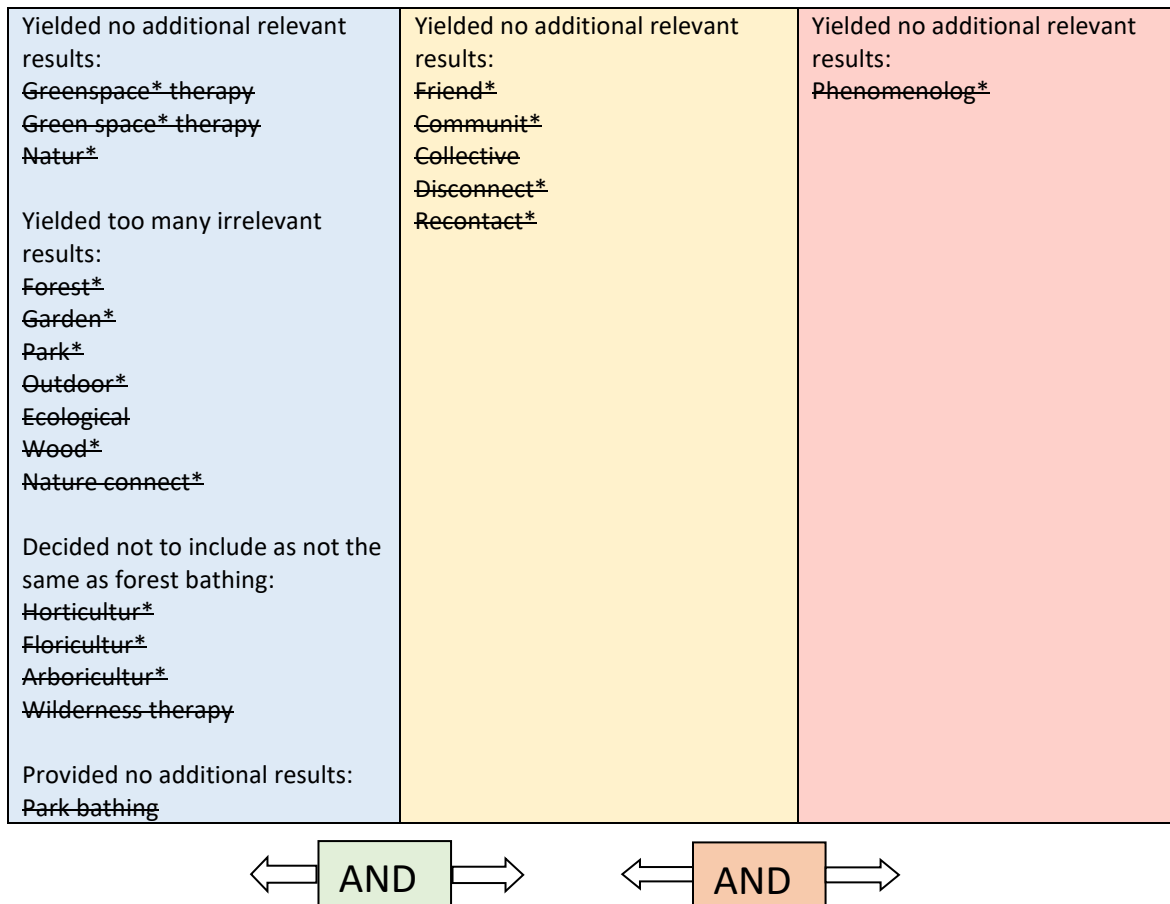 Yielded no additional relevant
results:
Greenspace* therapy
Green space* therapy
Natur*
Yielded too many irrelevant
results:
Forest*
Garden*
Park*
Outdoor*
Ecological
Wood*
Nature connect*
Decided not to include as not the
same as forest bathing:
Horticultur*
Floricultur*
Arboricultur*
Wilderness therapy
Provided no additional results:
Park bathing
Yielded no additional relevant
results:
Friend*
Communit*
Collective
Disconnect*
Recontact*
Yielded no additional relevant
results:
Phenomenolog*
AND
AND